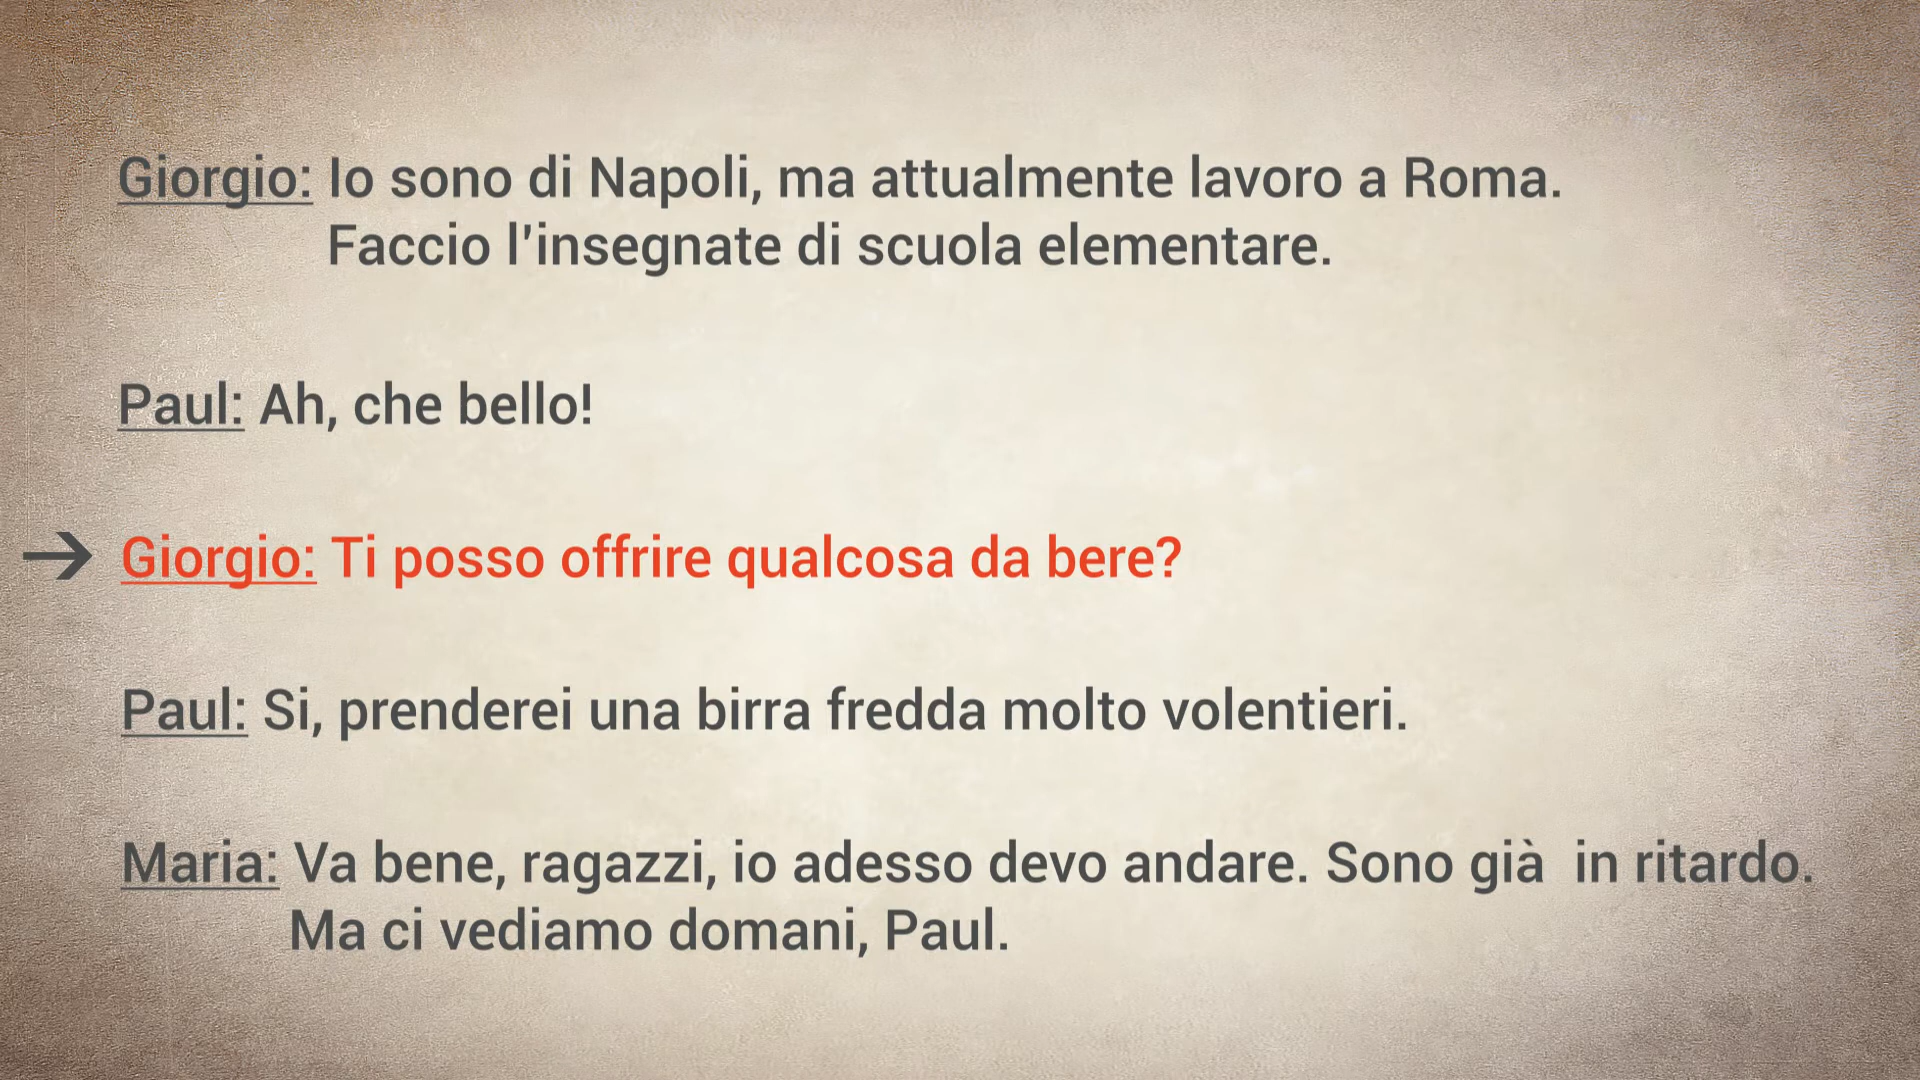 Giorgio: Io sono di Napoli, ma attualmente lavoro a Roma.
Faccio l'insegnate di scuola elementare.
Paul: Ah, che bello!
→ Giorgio: Ti posso offrire qualcosa da bere?
Paul: Si, prenderei una birra fredda molto volentieri.
Maria: Va bene, ragazzi, io adesso devo andare. Sono già  in ritardo.
Ma ci vediamo domani, Paul.